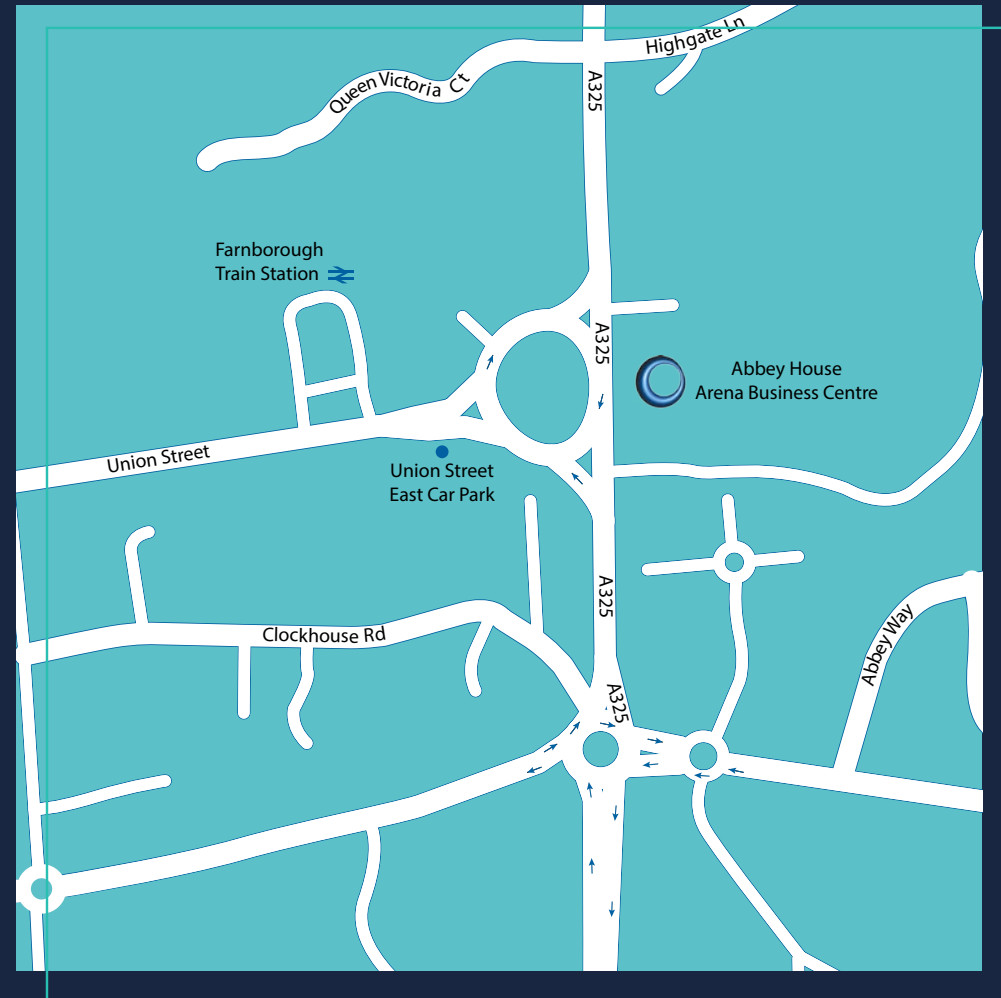 Highgate Ln
Queen Victoria Ct
A325
Farnborough
Train Station
A325
Abbey House
Arena Business Centre
Union Street
Union Street
East Car Park
A325
Clockhouse Rd
Abbey Way
A325